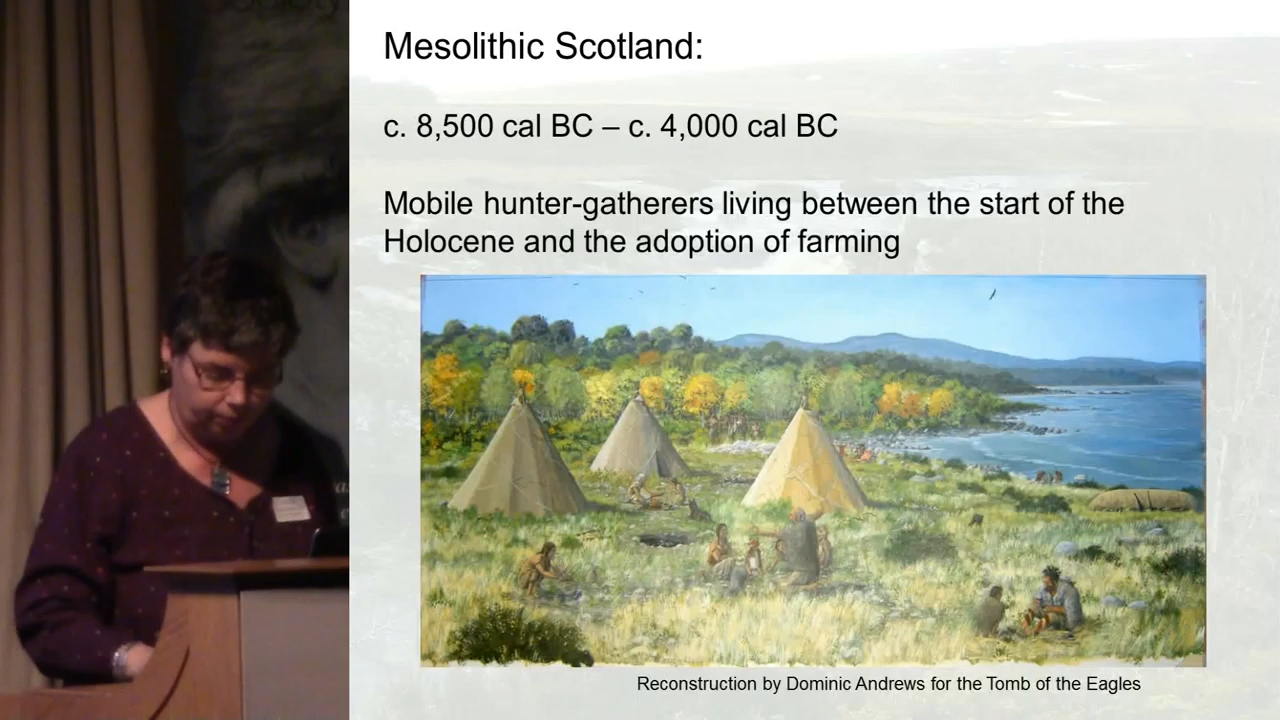 Mesolithic Scotland:
c. 8,500 cal BC – c. 4,000 cal BC
Mobile hunter-gatherers living between the start of the
Holocene and the adoption of farming
Reconstruction by Dominic Andrews for the Tomb of the Eagles